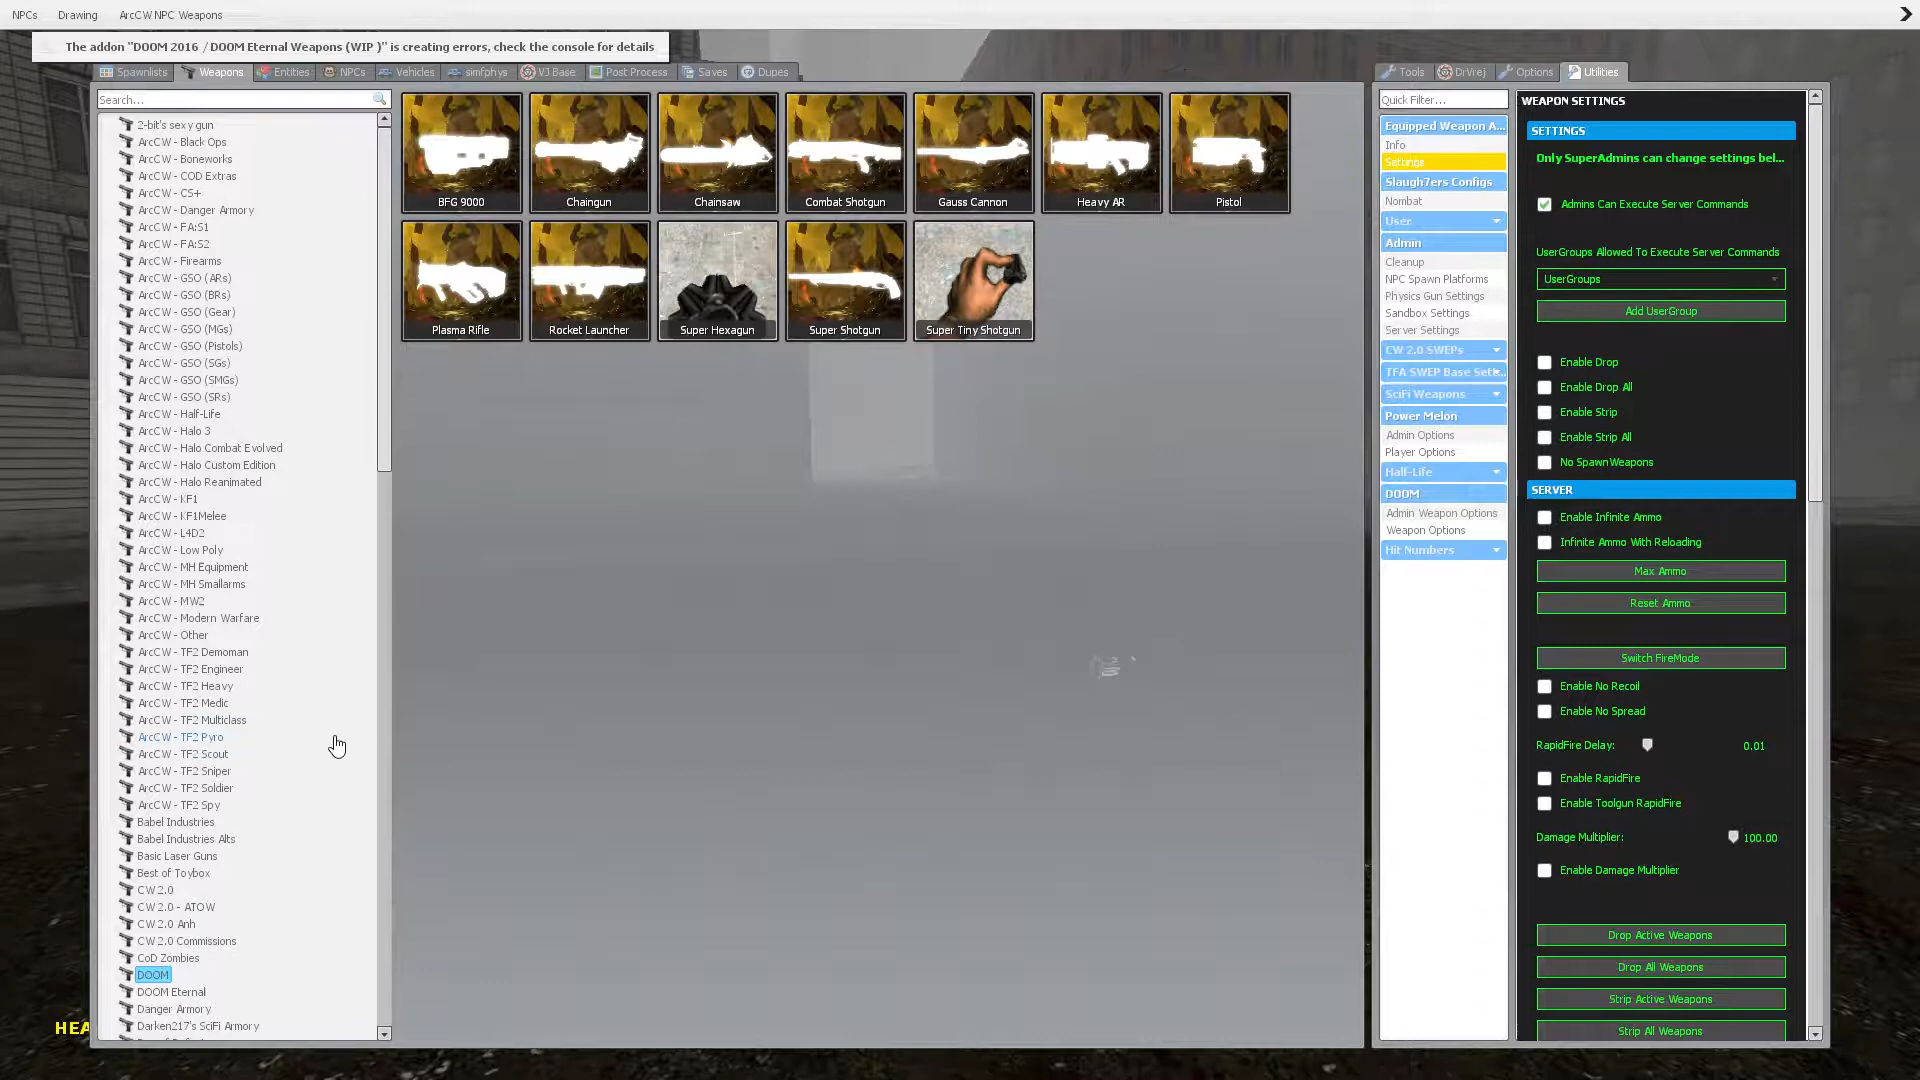 NPCs Drawing ArcCW NPC Weapons
The addon "DOOM 2016 / DOOM Eternal Weapons (WIP )" is creating errors, check the console for details
Spawnlists Weapons Entities NPCs Vehicles simfphys VJ Base Post Process Saves Dupes
Search...
2-bit's sexy gun
ArcCW - Black Ops
ArcCW - Boneworks
ArcCW - COD Extras
ArcCW - CS+
ArcCW - Danger Armory
ArcCW - FA:S1
ArcCW - FA:S2
ArcCW - Firearms
ArcCW - GSO (ARs)
ArcCW - GSO (BRs)
ArcCW - GSO (Gear)
ArcCW - GSO (MGs)
ArcCW - GSO (Pistols)
ArcCW - GSO (SGs)
ArcCW - GSO (SMGs)
ArcCW - GSO (SRs)
ArcCW - Half-Life
ArcCW - Halo 3
ArcCW - Halo Combat Evolved
ArcCW - Halo Custom Edition
ArcCW - Halo Reanimated
ArcCW - KF1
ArcCW - KF1Melee
ArcCW - L4D2
ArcCW - Low Poly
ArcCW - MH Equipment
ArcCW - MH Smallarms
ArcCW - MW2
ArcCW - Modern Warfare
ArcCW - Other
ArcCW - TF2 Demoman
ArcCW - TF2 Engineer
ArcCW - TF2 Heavy
ArcCW - TF2 Medic
ArcCW - TF2 Multiclass
ArcCW - TF2 Pyro
ArcCW - TF2 Scout
ArcCW - TF2 Sniper
ArcCW - TF2 Soldier
ArcCW - TF2 Spy
Babel Industries
Babel Industries Alts
Basic Laser Guns
Best of Toybox
CW 2.0
CW 2.0 - ATOW
CW 2.0 Anh
CW 2.0 Commissions
CoD Zombies
DOOM
DOOM Eternal
Danger Armory
Darken217's SciFi Armory
HEA
BFG 9000 Chaingun Chainsaw Combat Shotgun Gauss Cannon Heavy AR Pistol
Plasma Rifle Rocket Launcher Super Hexagun Super Shotgun Super Tiny Shotgun
Tools DrVrej Options Utilities
Quick Filter...
Equipped Weapon A...
Info
Settings
Slaugh7ers Configs
Nombat
User
Admin
Cleanup
NPC Spawn Platforms
Physics Gun Settings
Sandbox Settings
Server Settings
CW 2.0 SWEPs
TFA SWEP Base Sett...
SciFi Weapons
Power Melon
Admin Options
Player Options
Half-Life
DOOM
Admin Weapon Options
Weapon Options
Hit Numbers
WEAPON SETTINGS
SETTINGS
Only SuperAdmins can change settings bel...
Admins Can Execute Server Commands
UserGroups Allowed To Execute Server Commands
UserGroups
Add UserGroup
Enable Drop
Enable Drop All
Enable Strip
Enable Strip All
No SpawnWeapons
SERVER
Enable Infinite Ammo
Infinite Ammo With Reloading
Max Ammo
Reset Ammo
Switch FireMode
Enable No Recoil
Enable No Spread
RapidFire Delay: 0.01
Enable RapidFire
Enable Toolgun RapidFire
Damage Multiplier: 100.00
Enable Damage Multiplier
Drop Active Weapons
Drop All Weapons
Strip Active Weapons
Strip All Weapons